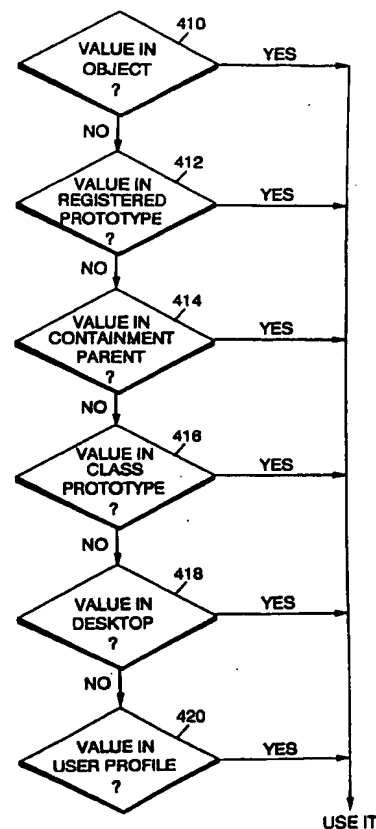 410
VALUE IN
OBJECT
?
YES
NO
412
VALUE IN
REGISTERED
PROTOTYPE
?
YES
NO
414
VALUE IN
CONTAINMENT
PARENT
?
YES
NO
416
VALUE IN
CLASS
PROTOTYPE
?
YES
NO
418
VALUE IN
DESKTOP
?
YES
NO
420
VALUE IN
USER PROFILE
?
YES
USE IT